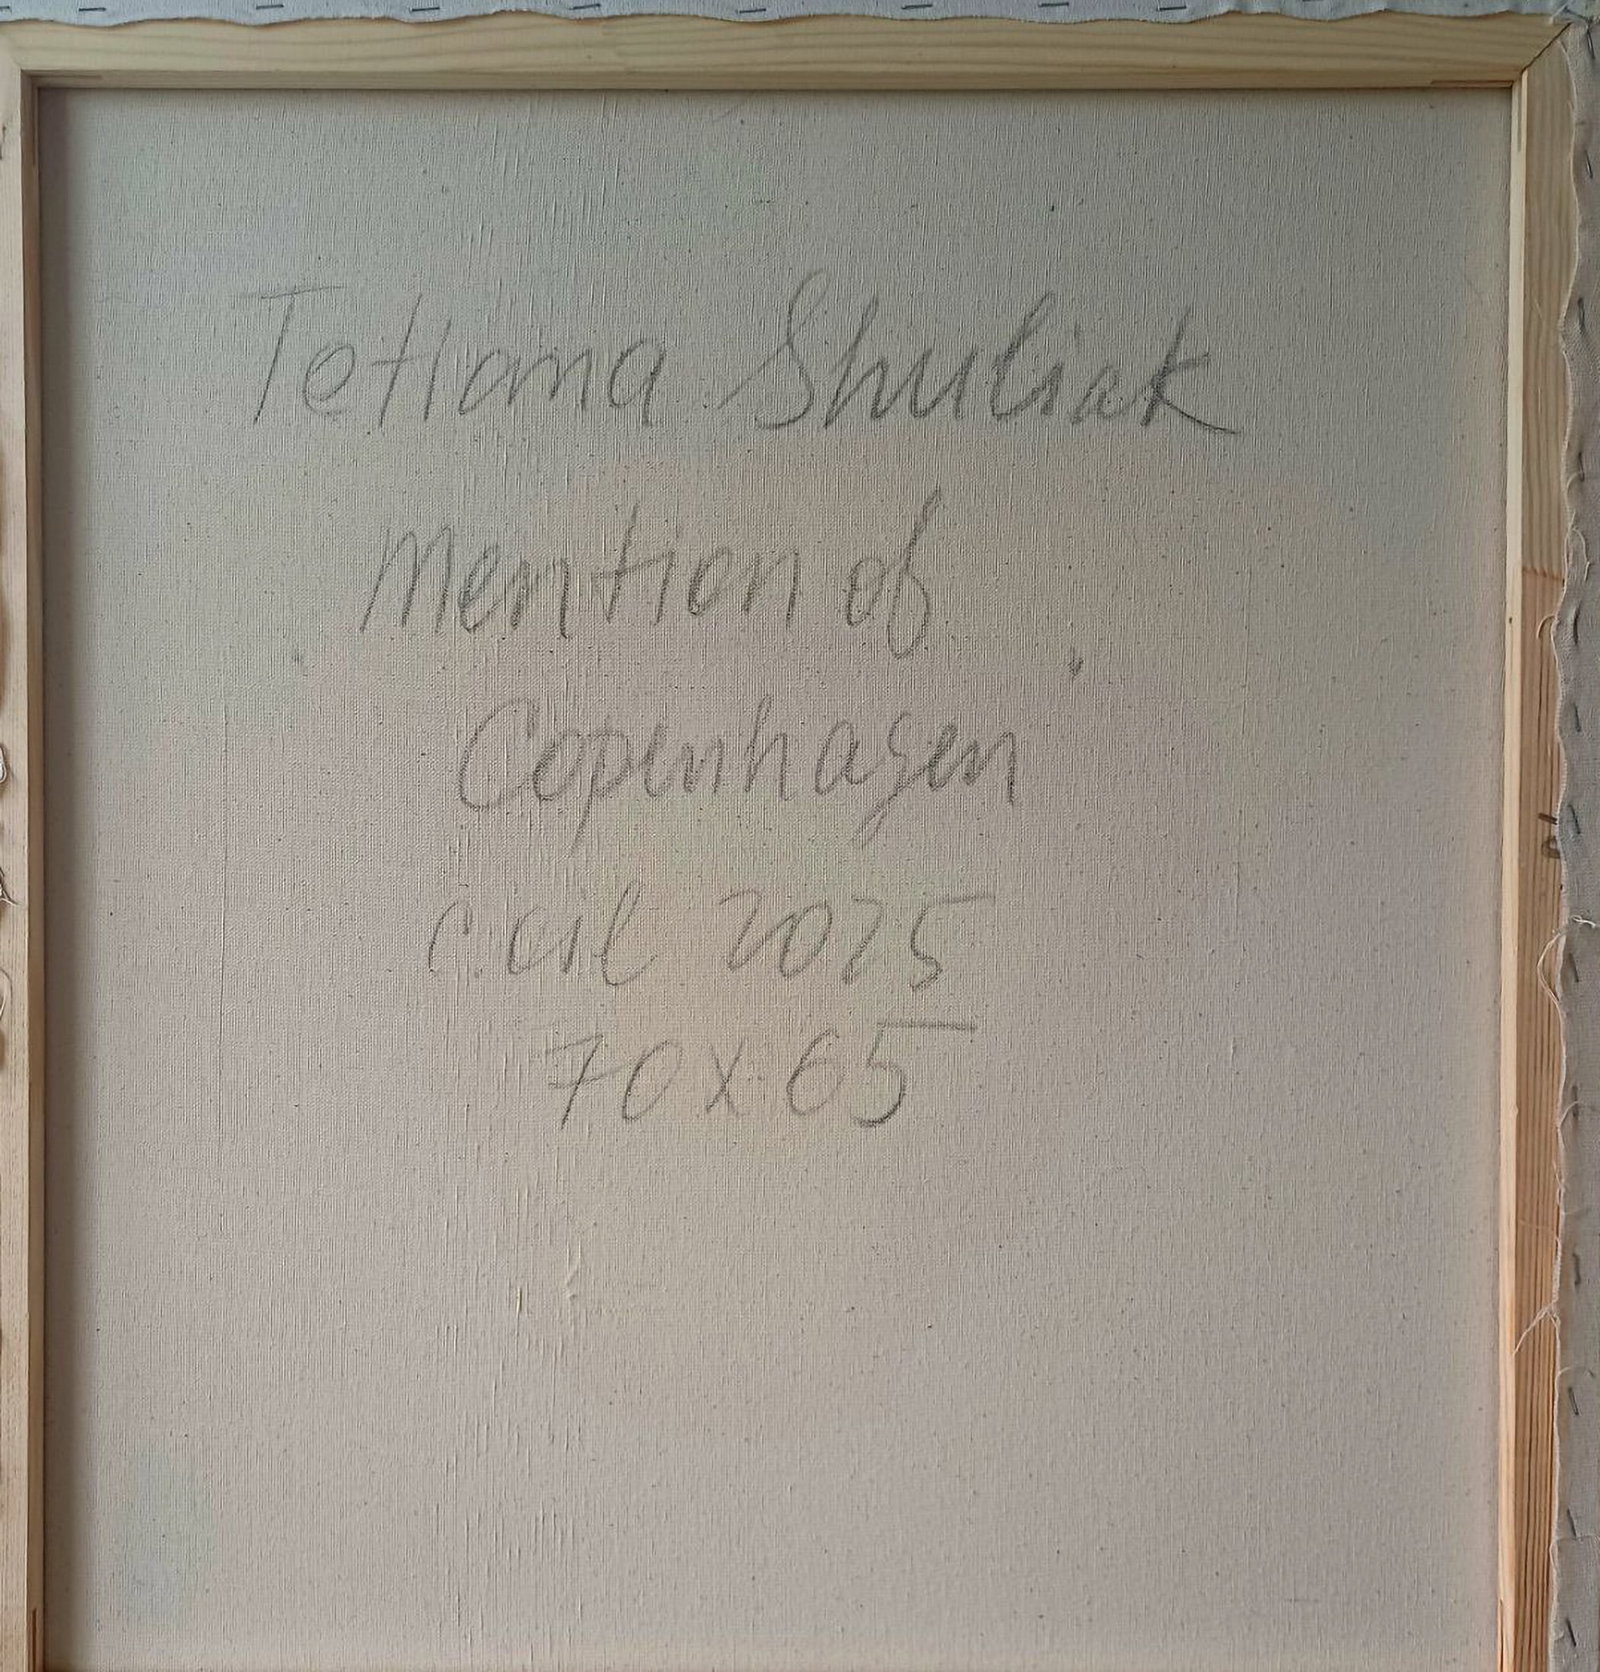 Tetiana Shuliak
Mention of
Copenhagen
c.oil 2025
70x65